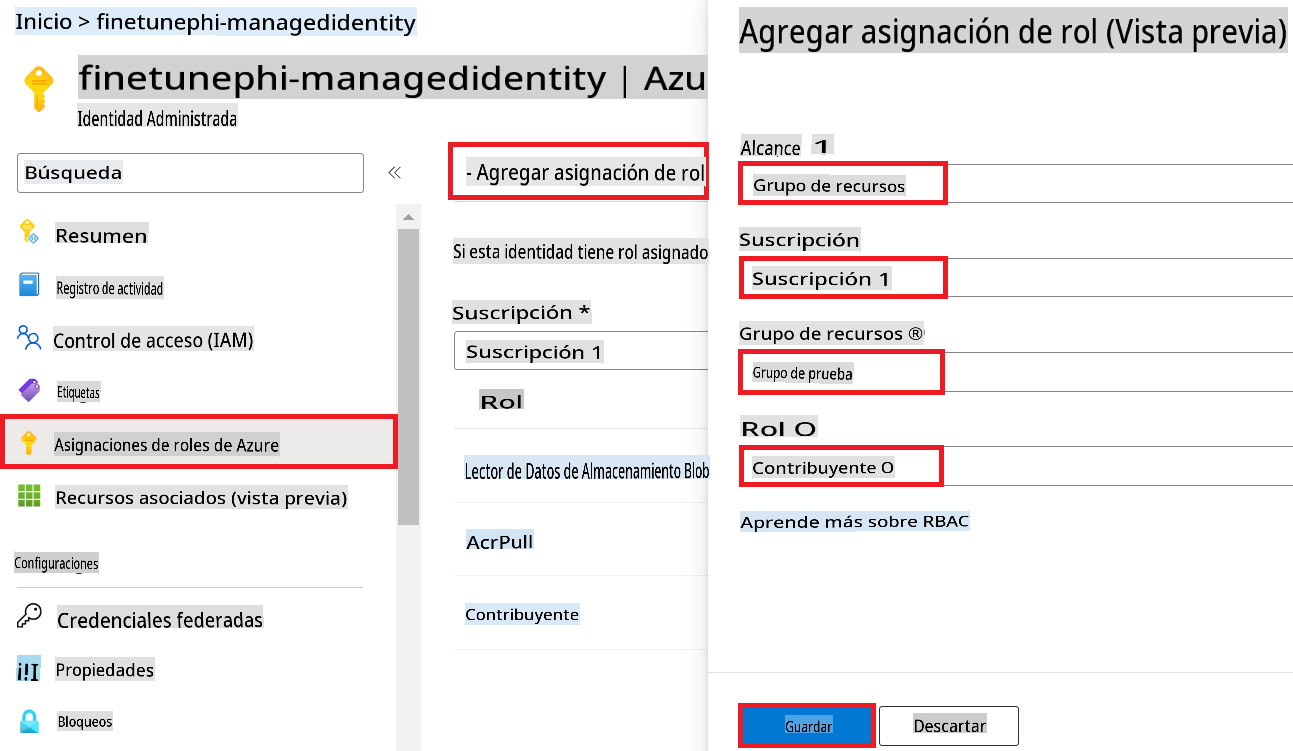 Inicio > finetunephi-managedidentity
finetunephi-managedidentity | Azu
Identidad Administrada
Búsqueda
«
Resumen
Registro de actividad
Control de acceso (IAM)
Etiquetas
Asignaciones de roles de Azure
Recursos asociados (vista previa)
Configuraciones
Credenciales federadas
Propiedades
Bloqueos
- Agregar asignación de rol
Si esta identidad tiene rol asignado
Suscripción *
Suscripción 1
Rol
Lector de Datos de Almacenamiento Blob
AcrPull
Contribuyente
Agregar asignación de rol (Vista previa)
Alcance 1
Grupo de recursos
Suscripción
Suscripción 1
Grupo de recursos ®
Grupo de prueba
Rol O
Contribuyente O
Aprende más sobre RBAC
Guardar
Descartar